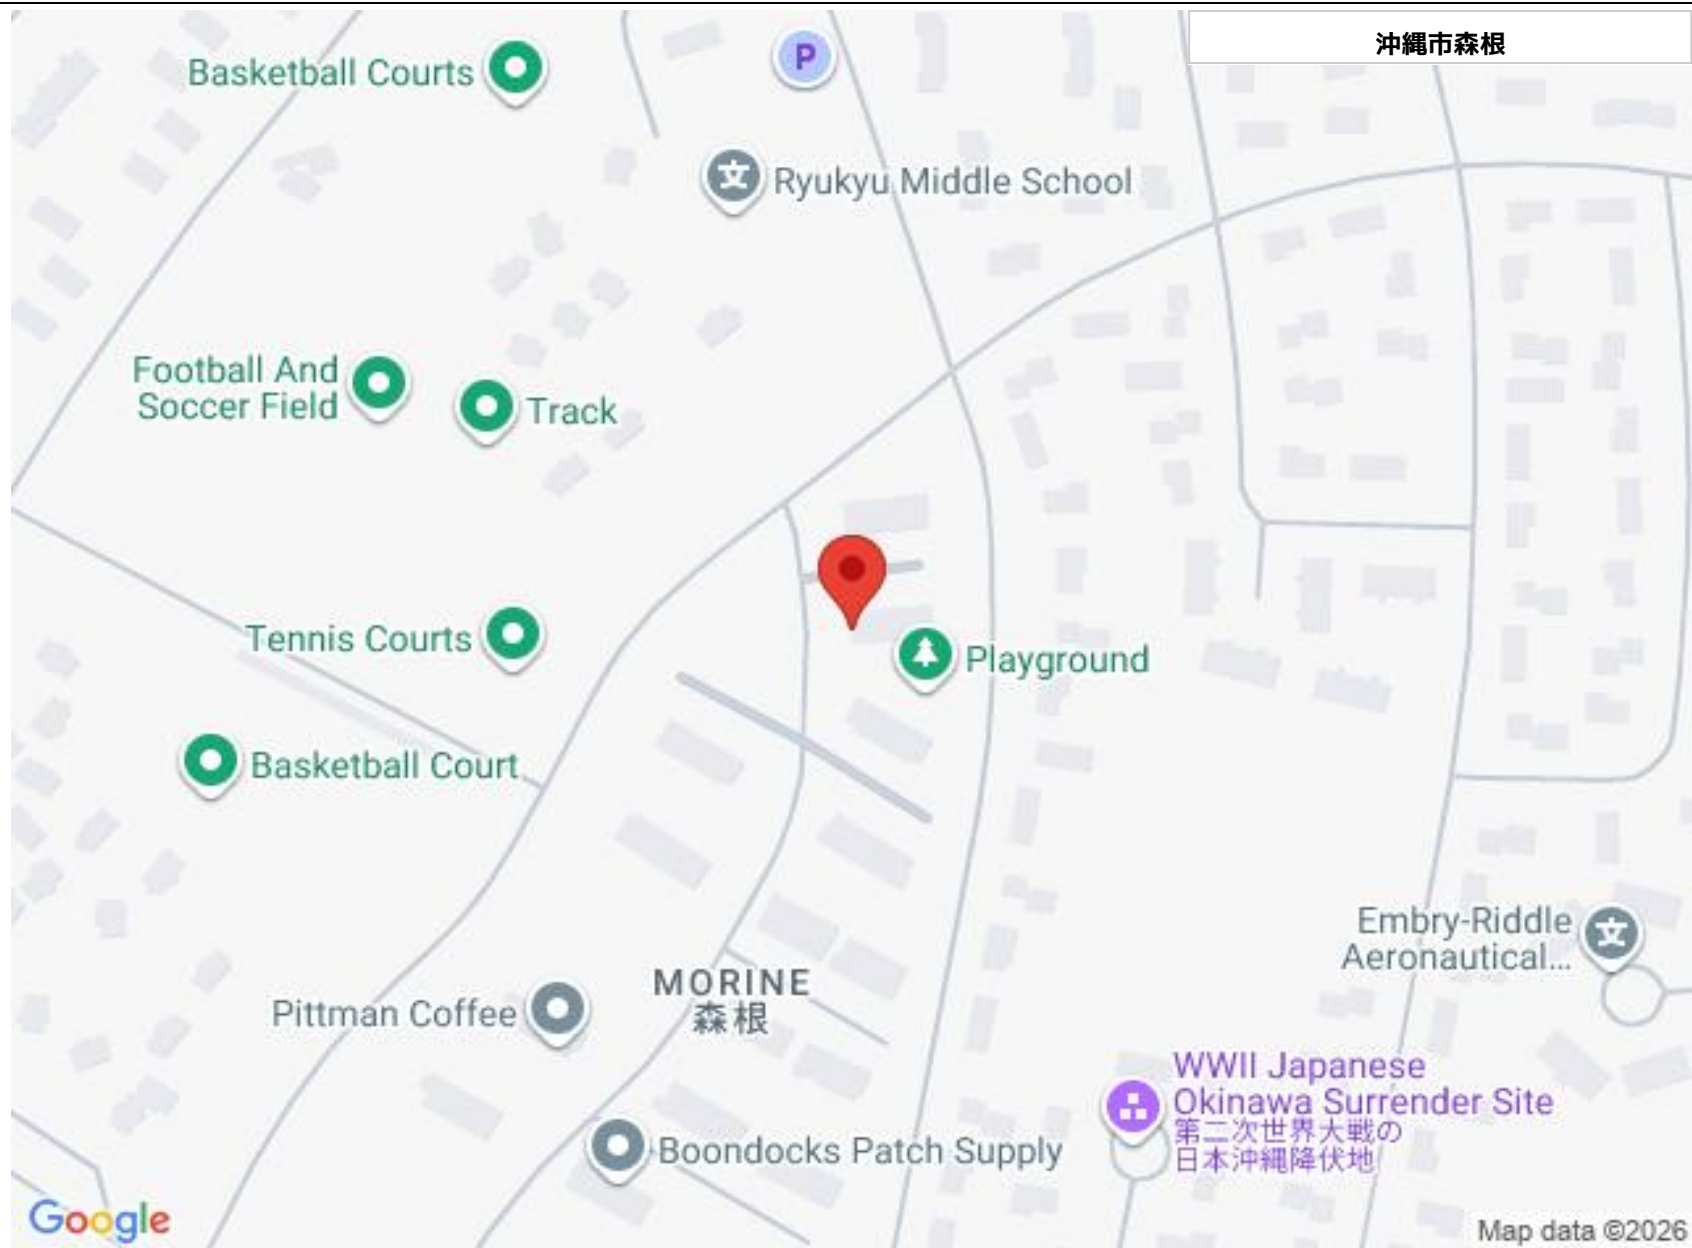 沖縄市森根
Basketball Courts
P
文
Ryukyu Middle School
Football And
Soccer Field
Track
Tennis Courts
Playground
Basketball Court
Embry-Riddle
Aeronautical...
文
MORINE
森根
Pittman Coffee
WWII Japanese
Okinawa Surrender Site
第二次世界大戦の
日本沖縄降伏地
Boondocks Patch Supply
Google
Map data ©2026